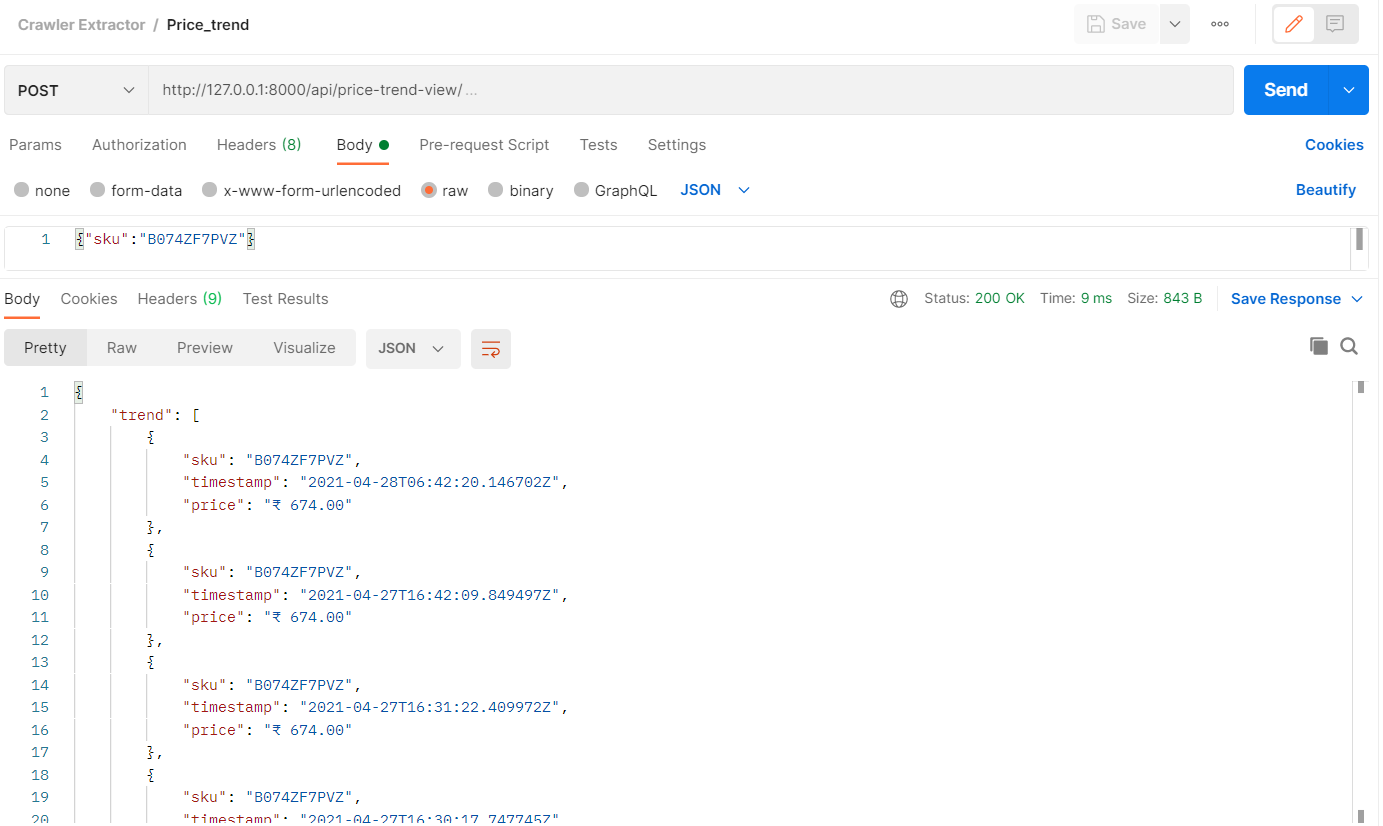 Crawler Extractor / Price_trend
Save
POST
http://127.0.0.1:8000/api/price-trend-view/ ...
Send
Params Authorization Headers (8) Body Pre-request Script Tests Settings Cookies
none form-data x-www-form-urlencoded raw binary GraphQL JSON Beautify
1 {"sku":"B074ZF7PVZ"}
Body Cookies Headers (9) Test Results Status: 200 OK Time: 9 ms Size: 843 B Save Response
Pretty Raw Preview Visualize JSON
1 {
2 "trend": [
3 {
4 "sku": "B074ZF7PVZ",
5 "timestamp": "2021-04-28T06:42:20.146702Z",
6 "price": "₹ 674.00"
7 },
8 {
9 "sku": "B074ZF7PVZ",
10 "timestamp": "2021-04-27T16:42:09.849497Z",
11 "price": "₹ 674.00"
12 },
13 {
14 "sku": "B074ZF7PVZ",
15 "timestamp": "2021-04-27T16:31:22.409972Z",
16 "price": "₹ 674.00"
17 },
18 {
19 "sku": "B074ZF7PVZ",
20 "timestamp": "2021-04-27T16:30:17.747745Z"